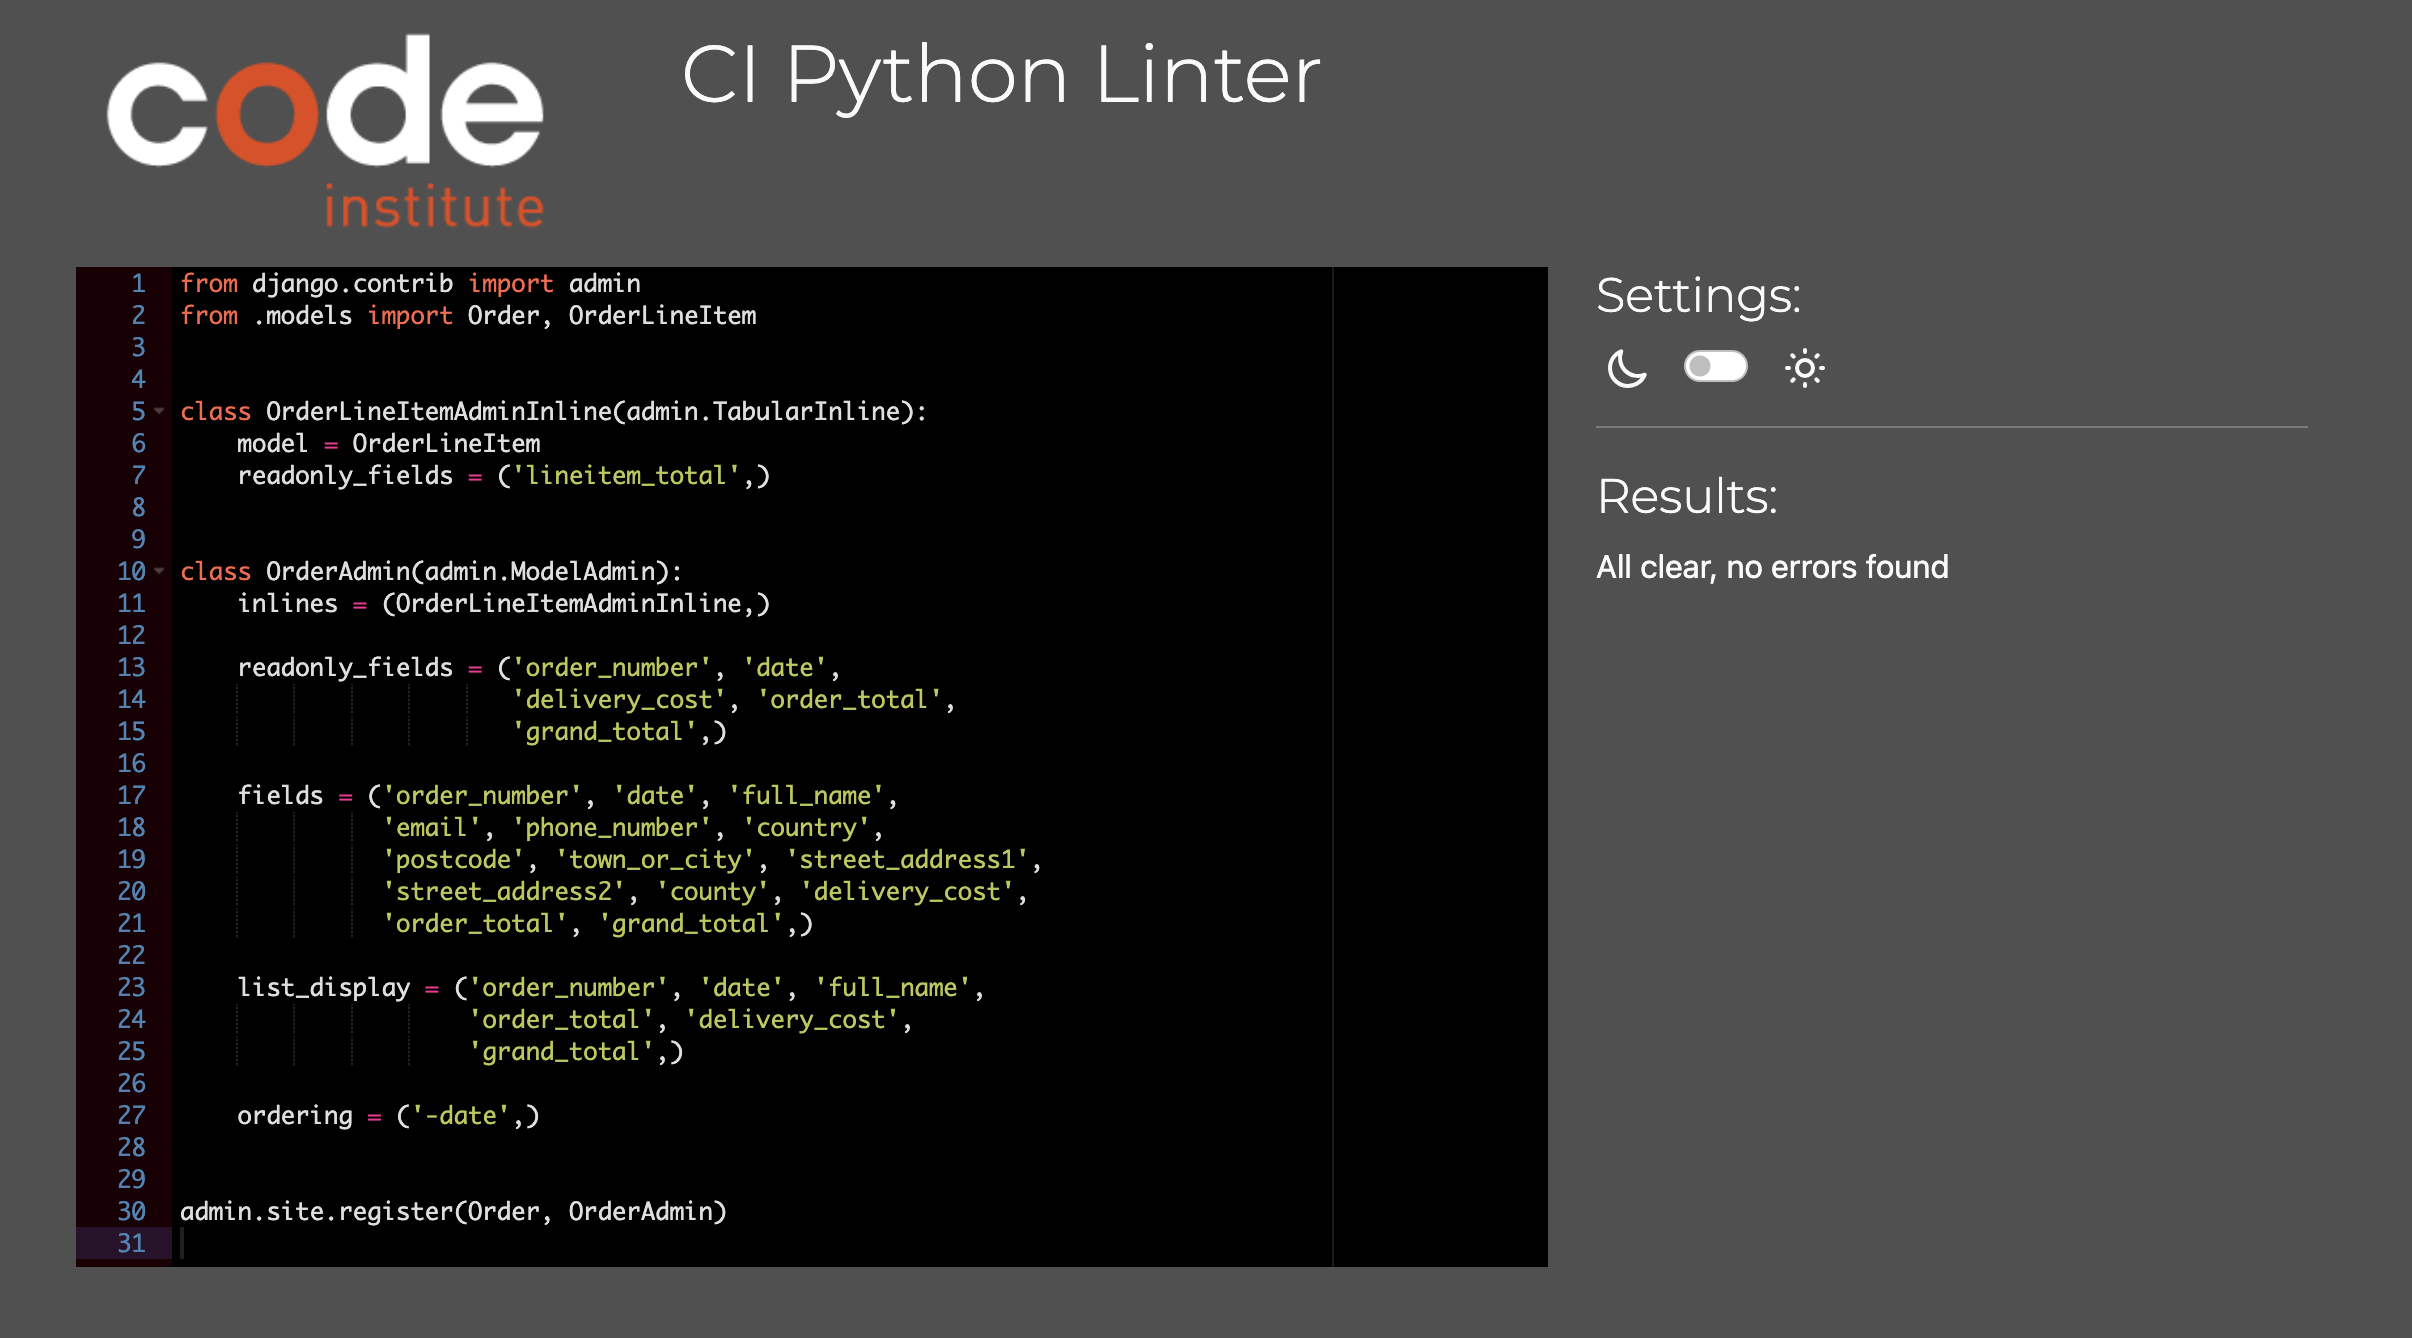 code
institute
CI Python Linter
1 from django.contrib import admin
2 from .models import Order, OrderLineItem
3
4
5 class OrderLineItemAdminInline(admin.TabularInline):
6     model = OrderLineItem
7     readonly_fields = ('lineitem_total',)
8
9
10 class OrderAdmin(admin.ModelAdmin):
11     inlines = (OrderLineItemAdminInline,)
12
13     readonly_fields = ('order_number', 'date',
14                        'delivery_cost', 'order_total',
15                        'grand_total',)
16
17     fields = ('order_number', 'date', 'full_name',
18               'email', 'phone_number', 'country',
19               'postcode', 'town_or_city', 'street_address1',
20               'street_address2', 'county', 'delivery_cost',
21               'order_total', 'grand_total',)
22
23     list_display = ('order_number', 'date', 'full_name',
24                     'order_total', 'delivery_cost',
25                     'grand_total',)
26
27     ordering = ('-date',)
28
29
30 admin.site.register(Order, OrderAdmin)
31
Settings:
Results:
All clear, no errors found